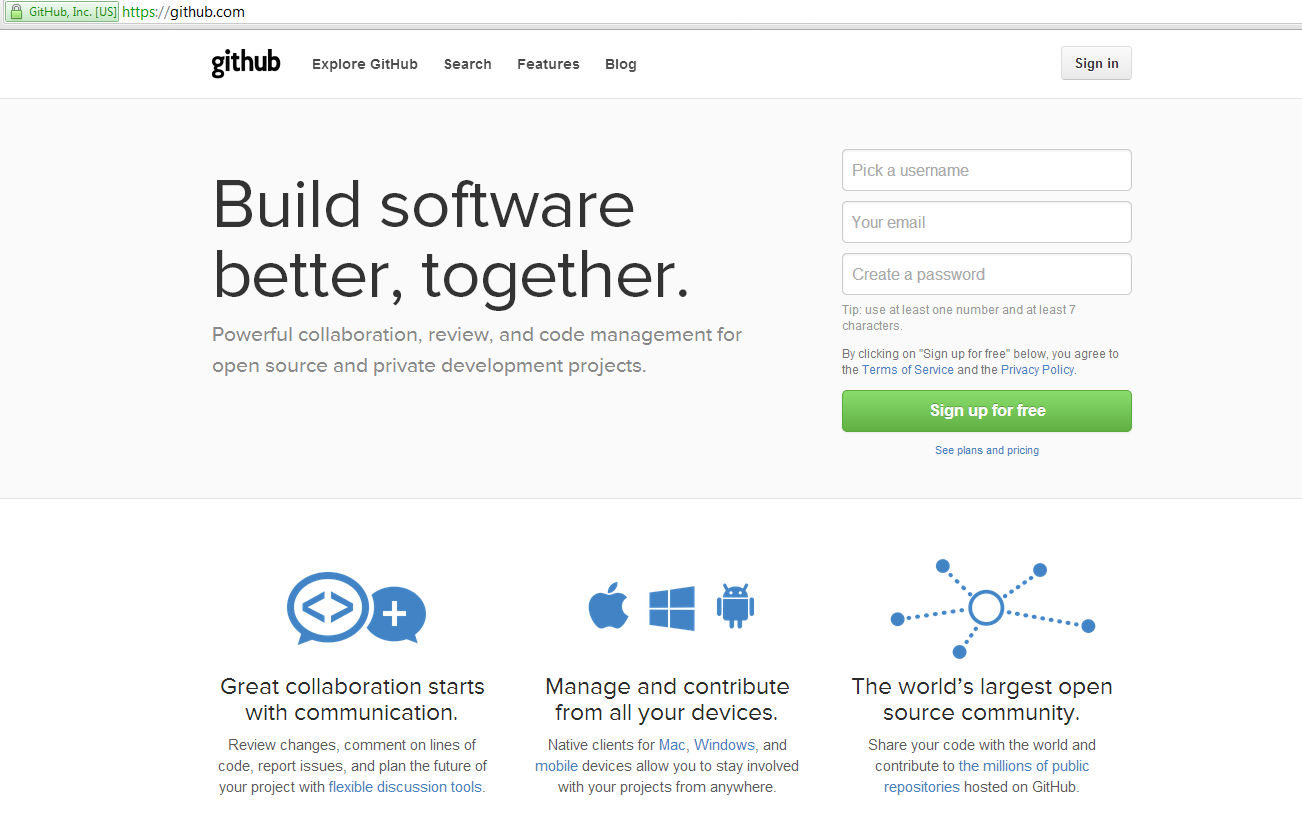 GitHub, Inc. [US] https://github.com
github Explore GitHub Search Features Blog Sign in
Build software
better, together.
Powerful collaboration, review, and code management for
open source and private development projects.
Pick a username
Your email
Create a password
Tip: use at least one number and at least 7
characters.
By clicking on "Sign up for free" below, you agree to
the Terms of Service and the Privacy Policy.
Sign up for free
See plans and pricing
Great collaboration starts
with communication.
Review changes, comment on lines of
code, report issues, and plan the future of
your project with flexible discussion tools.
Manage and contribute
from all your devices.
Native clients for Mac, Windows, and
mobile devices allow you to stay involved
with your projects from anywhere.
The world's largest open
source community.
Share your code with the world and
contribute to the millions of public
repositories hosted on GitHub.